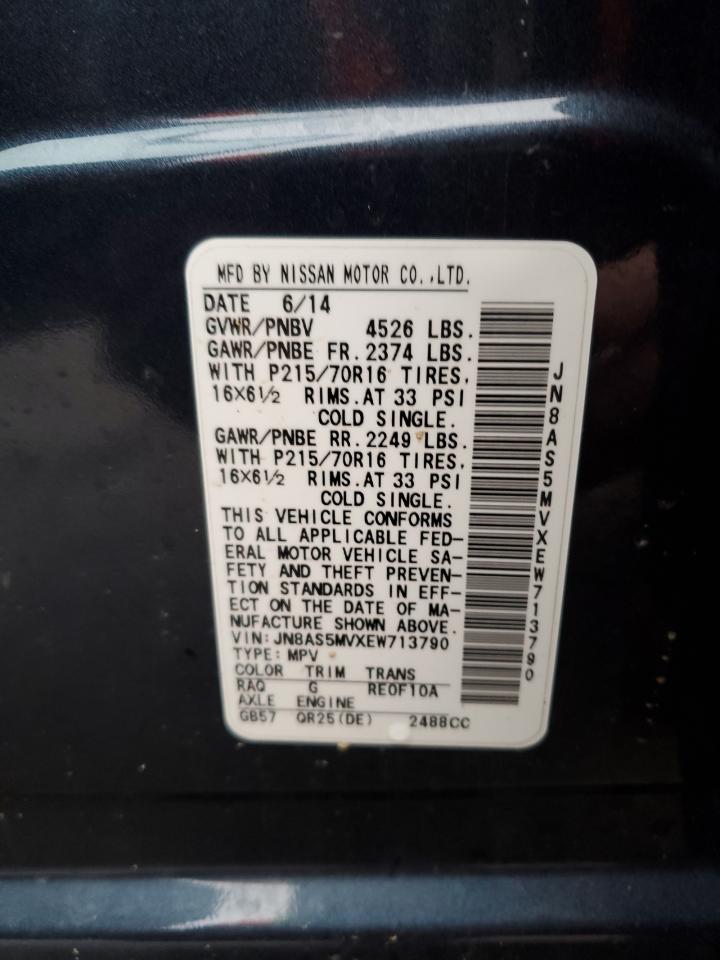 MFD BY NISSAN MOTOR CO.,LTD.
DATE 6/14
GVWR/PNBV 4526 LBS.
GAWR/PNBE FR.2374 LBS.
WITH P215/70R16 TIRES,
16X6½ RIMS.AT 33 PSI
COLD SINGLE.
GAWR/PNBE RR.2249 LBS.
WITH P215/70R16 TIRES,
16X6½ RIMS.AT 33 PSI
COLD SINGLE.
THIS VEHICLE CONFORMS
TO ALL APPLICABLE FED-
ERAL MOTOR VEHICLE SA-
FETY AND THEFT PREVEN-
TION STANDARDS IN EFF-
ECT ON THE DATE OF MA-
NUFACTURE SHOWN ABOVE.
VIN:JN8AS5MVXEW713790
TYPE:MPV
COLOR TRIM TRANS
RAQ G RE0F10A
AXLE ENGINE
GB57 QR25(DE) 2488CC
JN8AS5MVXEW713790